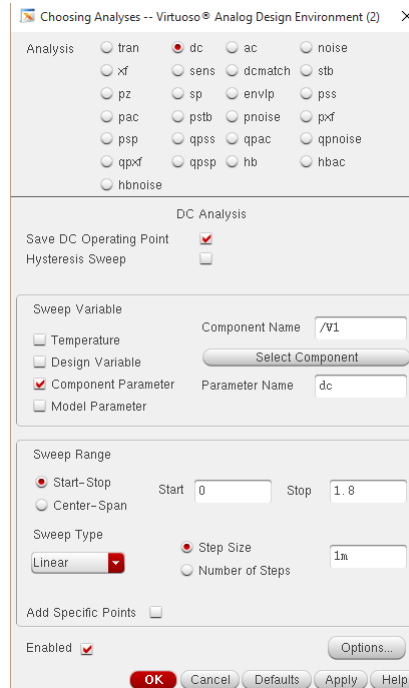 Choosing Analyses -- Virtuoso® Analog Design Environment (2)
Analysis tran dc ac noise
xf sens dcmatch stb
pz sp envlp pss
pac pstb pnoise pxf
psp qpss qpac qpnoise
qpxf qpsp hb hbac
hbnoise
DC Analysis
Save DC Operating Point
Hysteresis Sweep
Sweep Variable
Temperature
Design Variable
Component Parameter
Model Parameter
Component Name /V1
Select Component
Parameter Name dc
Sweep Range
Start-Stop
Center-Span
Start 0 Stop 1.8
Sweep Type
Linear
Step Size
Number of Steps
1m
Add Specific Points
Enabled Options...
OK Cancel Defaults Apply Help